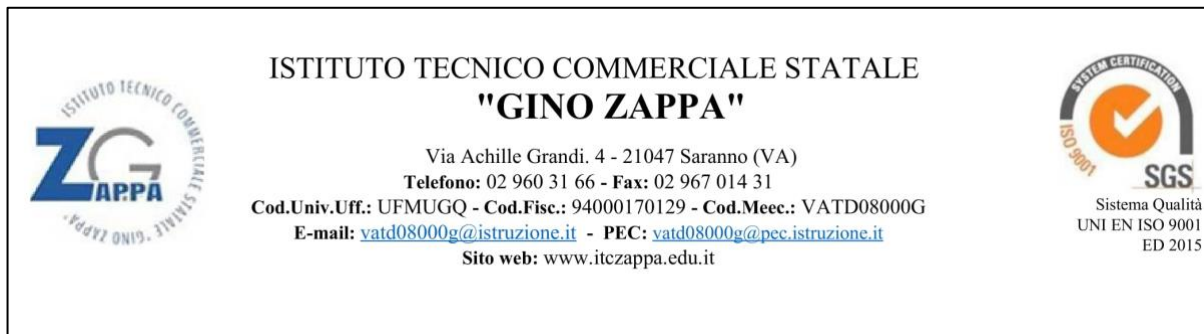 ISTITUTO TECNICO COMMERCIALE STATALE "GINO ZAPPA"
ZG
ZAPPA
ISTITUTO TECNICO COMMERCIALE STATALE
"GINO ZAPPA"
Via Achille Grandi. 4 - 21047 Saranno (VA)
Telefono: 02 960 31 66 - Fax: 02 967 014 31
Cod.Univ.Uff.: UFMUGQ - Cod.Fisc.: 94000170129 - Cod.Mecc.: VATD08000G
E-mail: vatd08000g@istruzione.it - PEC: vatd08000g@pec.istruzione.it
Sito web: www.itczappa.edu.it
SYSTEM CERTIFICATION
ISO 9001
SGS
Sistema Qualità
UNI EN ISO 9001
ED 2015